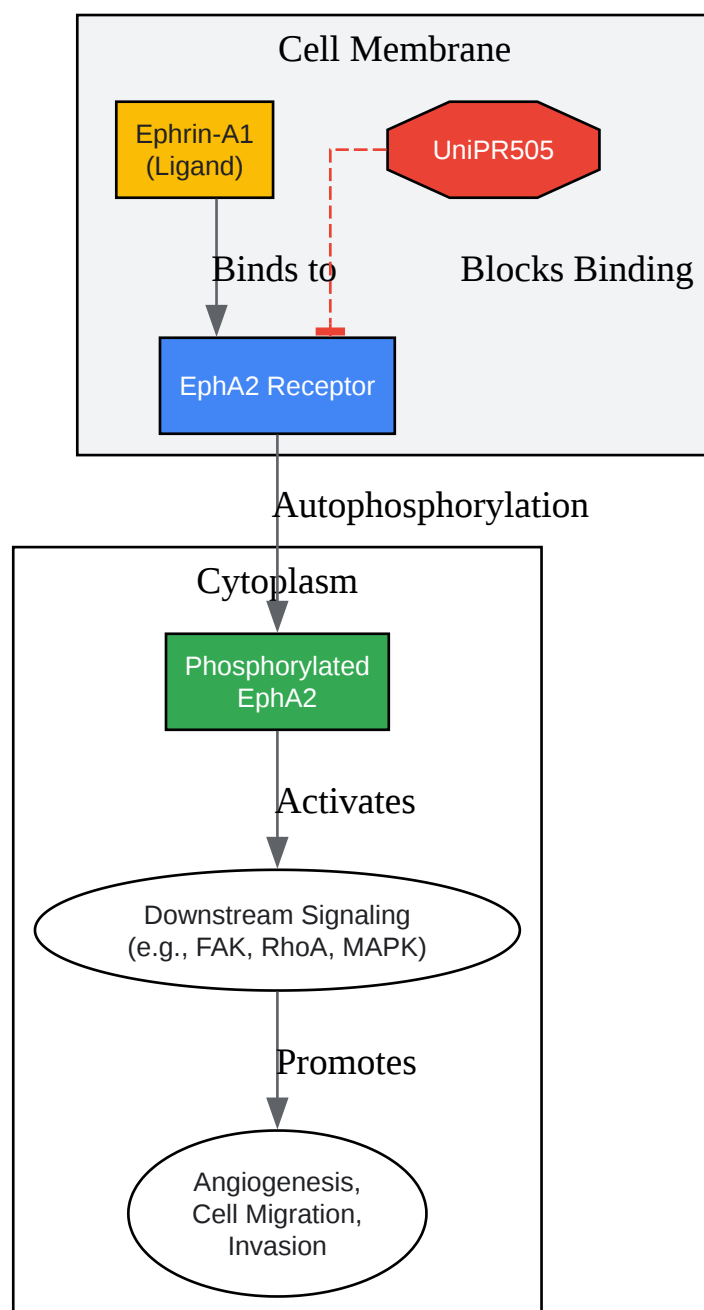 Cell Membrane
Ephrin-A1
(Ligand)
UniPR505
Binds to
Blocks Binding
EphA2 Receptor
Autophosphorylation
Cytoplasm
Phosphorylated
EphA2
Activates
Downstream Signaling
(e.g., FAK, RhoA, MAPK)
Promotes
Angiogenesis,
Cell Migration,
Invasion